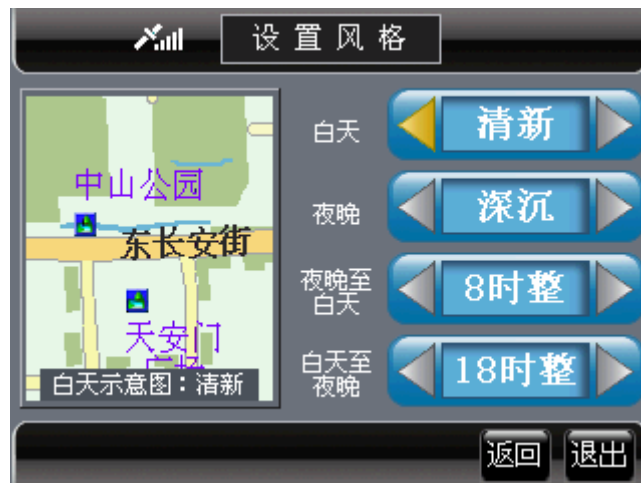 设置风格
中山公园
东长安街
天安门
广场
白天示意图：清新
白天
清新
夜晚
深沉
夜晚至
白天
8时整
白天至
夜晚
18时整
返回
退出